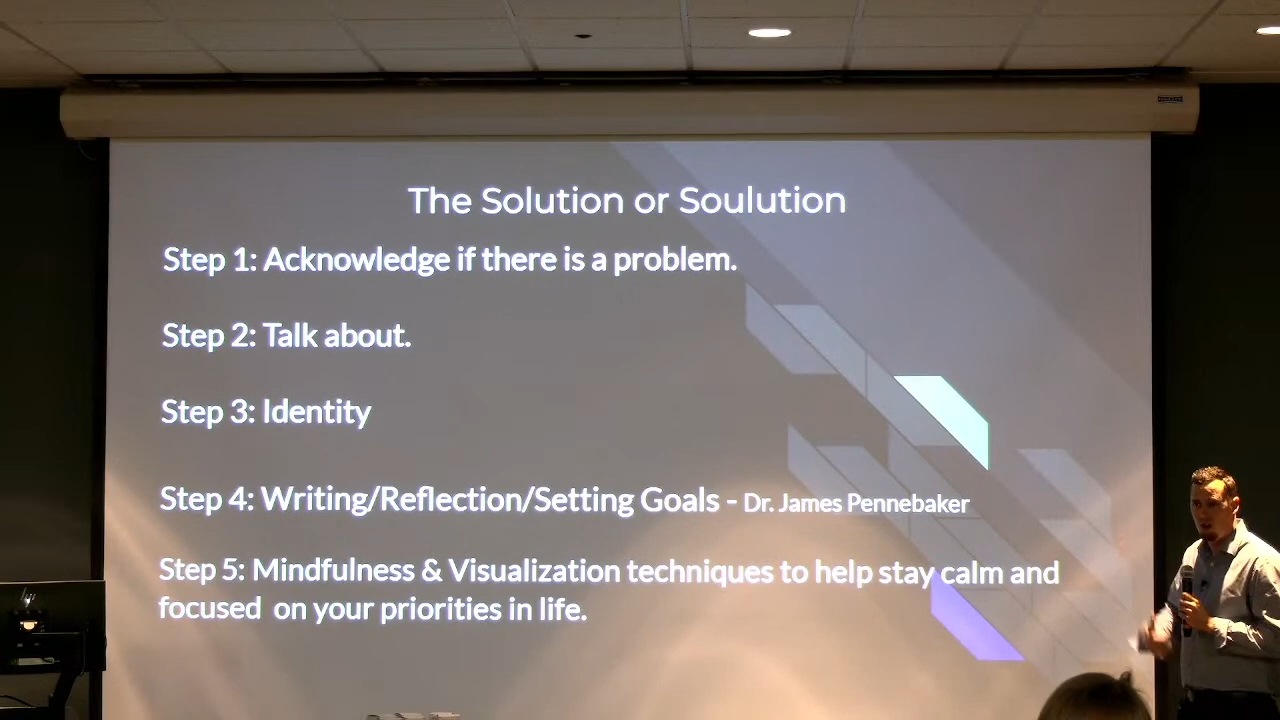 The Solution or Soulution
Step 1: Acknowledge if there is a problem.
Step 2: Talk about.
Step 3: Identity
Step 4: Writing/Reflection/Setting Goals - Dr. James Pennebaker
Step 5: Mindfulness & Visualization techniques to help stay calm and
focused on your priorities in life.